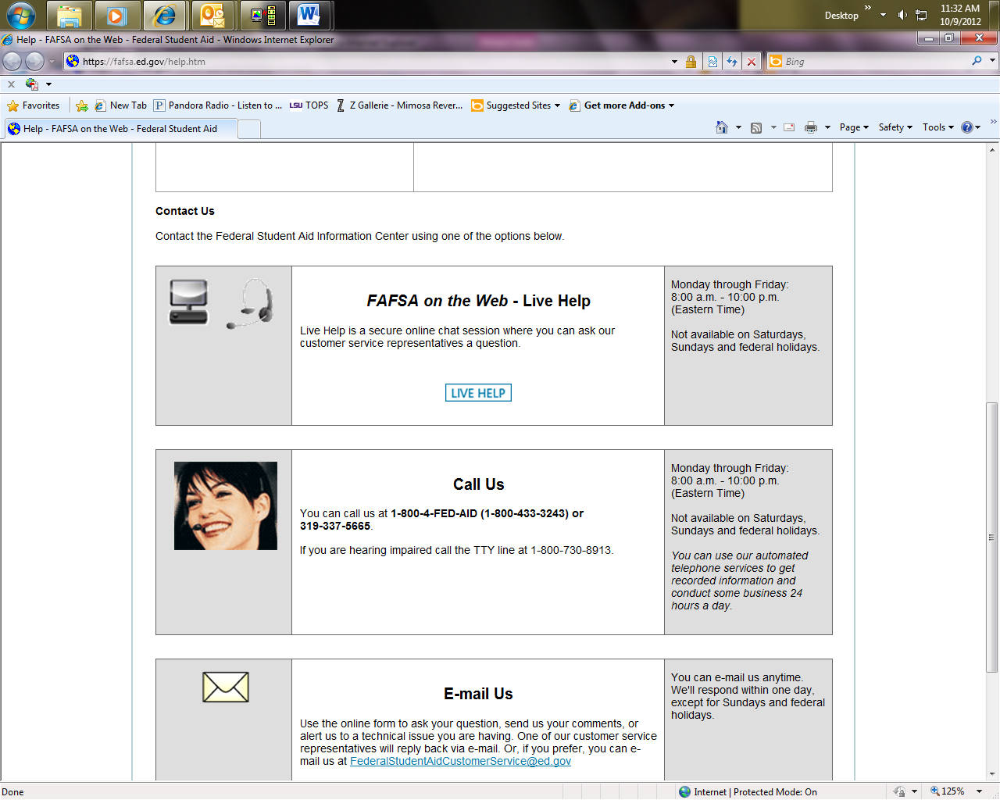 Desktop
11:32 AM
10/9/2012
Help - FAFSA on the Web - Federal Student Aid - Windows Internet Explorer
https://fafsa.ed.gov/help.htm
Bing
Favorites
New Tab
Pandora Radio - Listen to ...
LSU TOPS
Z Gallerie - Mimosa Rever...
Suggested Sites
Get more Add-ons
Help - FAFSA on the Web - Federal Student Aid
Page
Safety
Tools
Contact Us
Contact the Federal Student Aid Information Center using one of the options below.
FAFSA on the Web - Live Help
Live Help is a secure online chat session where you can ask our
customer service representatives a question.
LIVE HELP
Monday through Friday:
8:00 a.m. - 10:00 p.m.
(Eastern Time)
Not available on Saturdays,
Sundays and federal holidays.
Call Us
You can call us at 1-800-4-FED-AID (1-800-433-3243) or
319-337-5665.
If you are hearing impaired call the TTY line at 1-800-730-8913.
Monday through Friday:
8:00 a.m. - 10:00 p.m.
(Eastern Time)
Not available on Saturdays,
Sundays and federal holidays.
You can use our automated
telephone services to get
recorded information and
conduct some business 24
hours a day.
E-mail Us
Use the online form to ask your question, send us your comments, or
alert us to a technical issue you are having. One of our customer service
representatives will reply back via e-mail. Or, if you prefer, you can e-
mail us at FederalStudentAidCustomerService@ed.gov
You can e-mail us anytime.
We'll respond within one day,
except for Sundays and federal
holidays.
Done
Internet | Protected Mode: On
125%